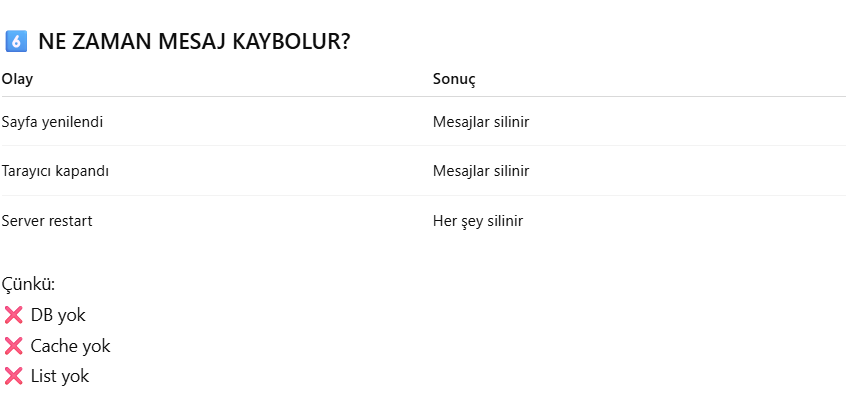 6️⃣ NE ZAMAN MESAJ KAYBOLUR?
Olay Sonuç
Sayfa yenilendi Mesajlar silinir
Tarayıcı kapandı Mesajlar silinir
Server restart Her şey silinir
Çünkü:
❌ DB yok
❌ Cache yok
❌ List yok